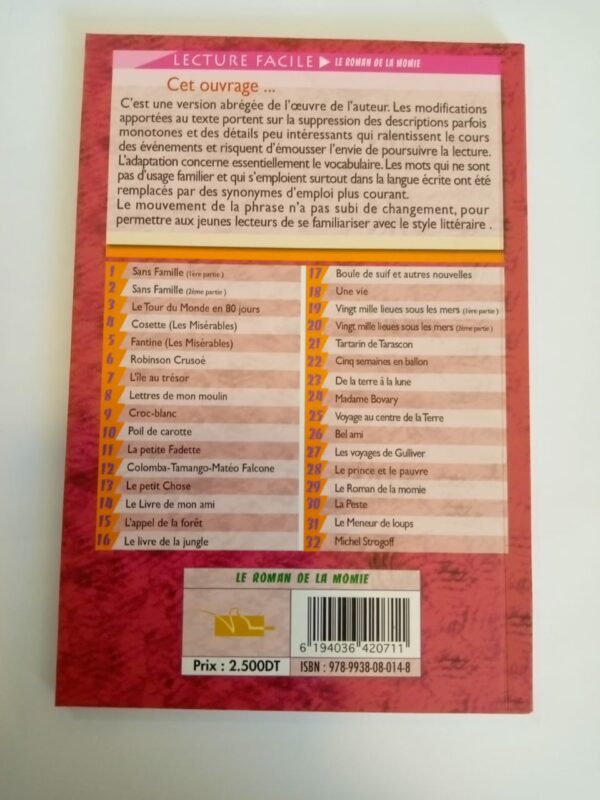 LECTURE FACILE ▶ LE ROMAN DE LA MOMIE
Cet ouvrage ...
C'est une version abrégée de l'œuvre de l'auteur. Les modifications
apportées au texte portent sur la suppression des descriptions parfois
monotones et des détails peu intéressants qui ralentissent le cours
des événements et risquent d'émousser l'envie de poursuivre la lecture.
L'adaptation concerne essentiellement le vocabulaire. Les mots qui ne sont
pas d'usage familier et qui s'emploient surtout dans la langue écrite ont été
remplacés par des synonymes d'emploi plus courant.
Le mouvement de la phrase n'a pas subi de changement, pour
permettre aux jeunes lecteurs de se familiariser avec le style littéraire .
1 Sans Famille (1ère partie)
2 Sans Famille (2ème partie)
3 Le Tour du Monde en 80 jours
4 Cosette (Les Misérables)
5 Fantine (Les Misérables)
6 Robinson Crusoé
7 L'île au trésor
8 Lettres de mon moulin
9 Croc-blanc
10 Poil de carotte
11 La petite Fadette
12 Colomba-Tamango-Matéo Falcone
13 Le petit Chose
14 Le Livre de mon ami
15 L'appel de la forêt
16 Le livre de la jungle
17 Boule de suif et autres nouvelles
18 Une vie
19 Vingt mille lieues sous les mers (1ère partie)
20 Vingt mille lieues sous les mers (2ème partie)
21 Tartarin de Tarascon
22 Cinq semaines en ballon
23 De la terre à la lune
24 Madame Bovary
25 Voyage au centre de la Terre
26 Bel ami
27 Les voyages de Gulliver
28 Le prince et le pauvre
29 Le Roman de la momie
30 La Peste
31 Le Meneur de loups
32 Michel Strogoff
LE ROMAN DE LA MOMIE
6 194036 420711
Prix : 2.500DT
ISBN : 978-9938-08-014-8